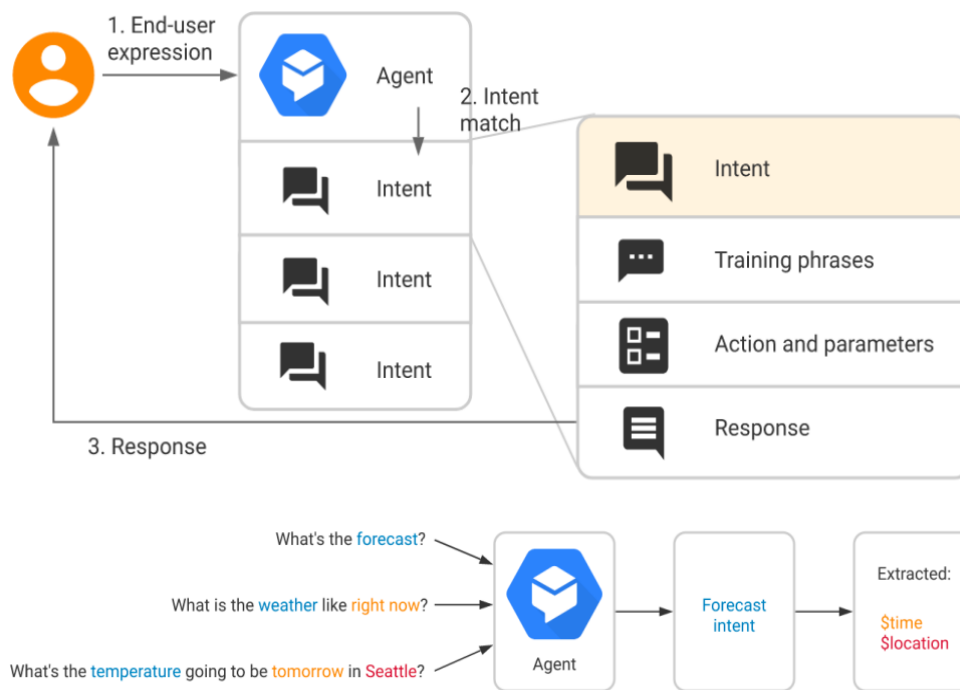 1. End-user
expression
Agent
2. Intent
match
Intent
Intent
Training phrases
Intent
Action and parameters
Intent
Response
3. Response
What's the forecast?
What is the weather like right now?
What's the temperature going to be tomorrow in Seattle?
Agent
Forecast
intent
Extracted:
$time
$location